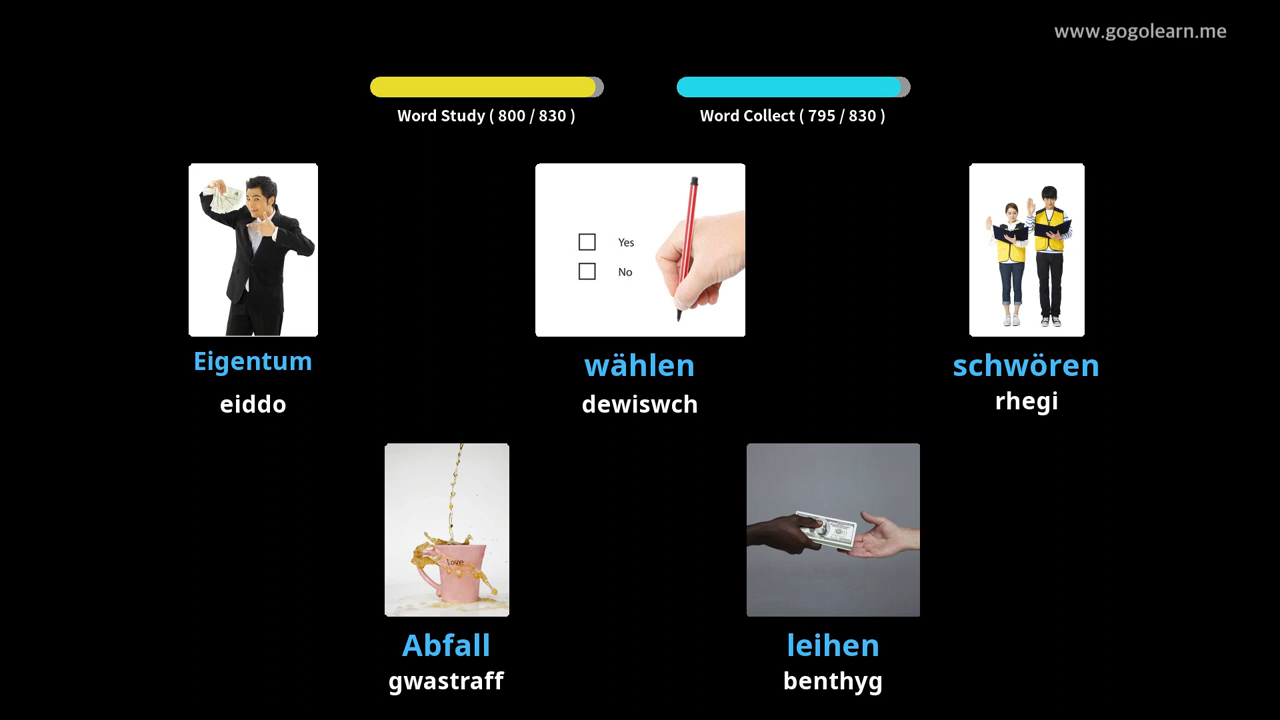 www.gogolearn.me
Word Study ( 800 / 830 )
Word Collect ( 795 / 830 )
Yes
No
Eigentum
wählen
schwören
eiddo
dewiswch
rhegi
love
Abfall
leihen
gwastraff
benthyg